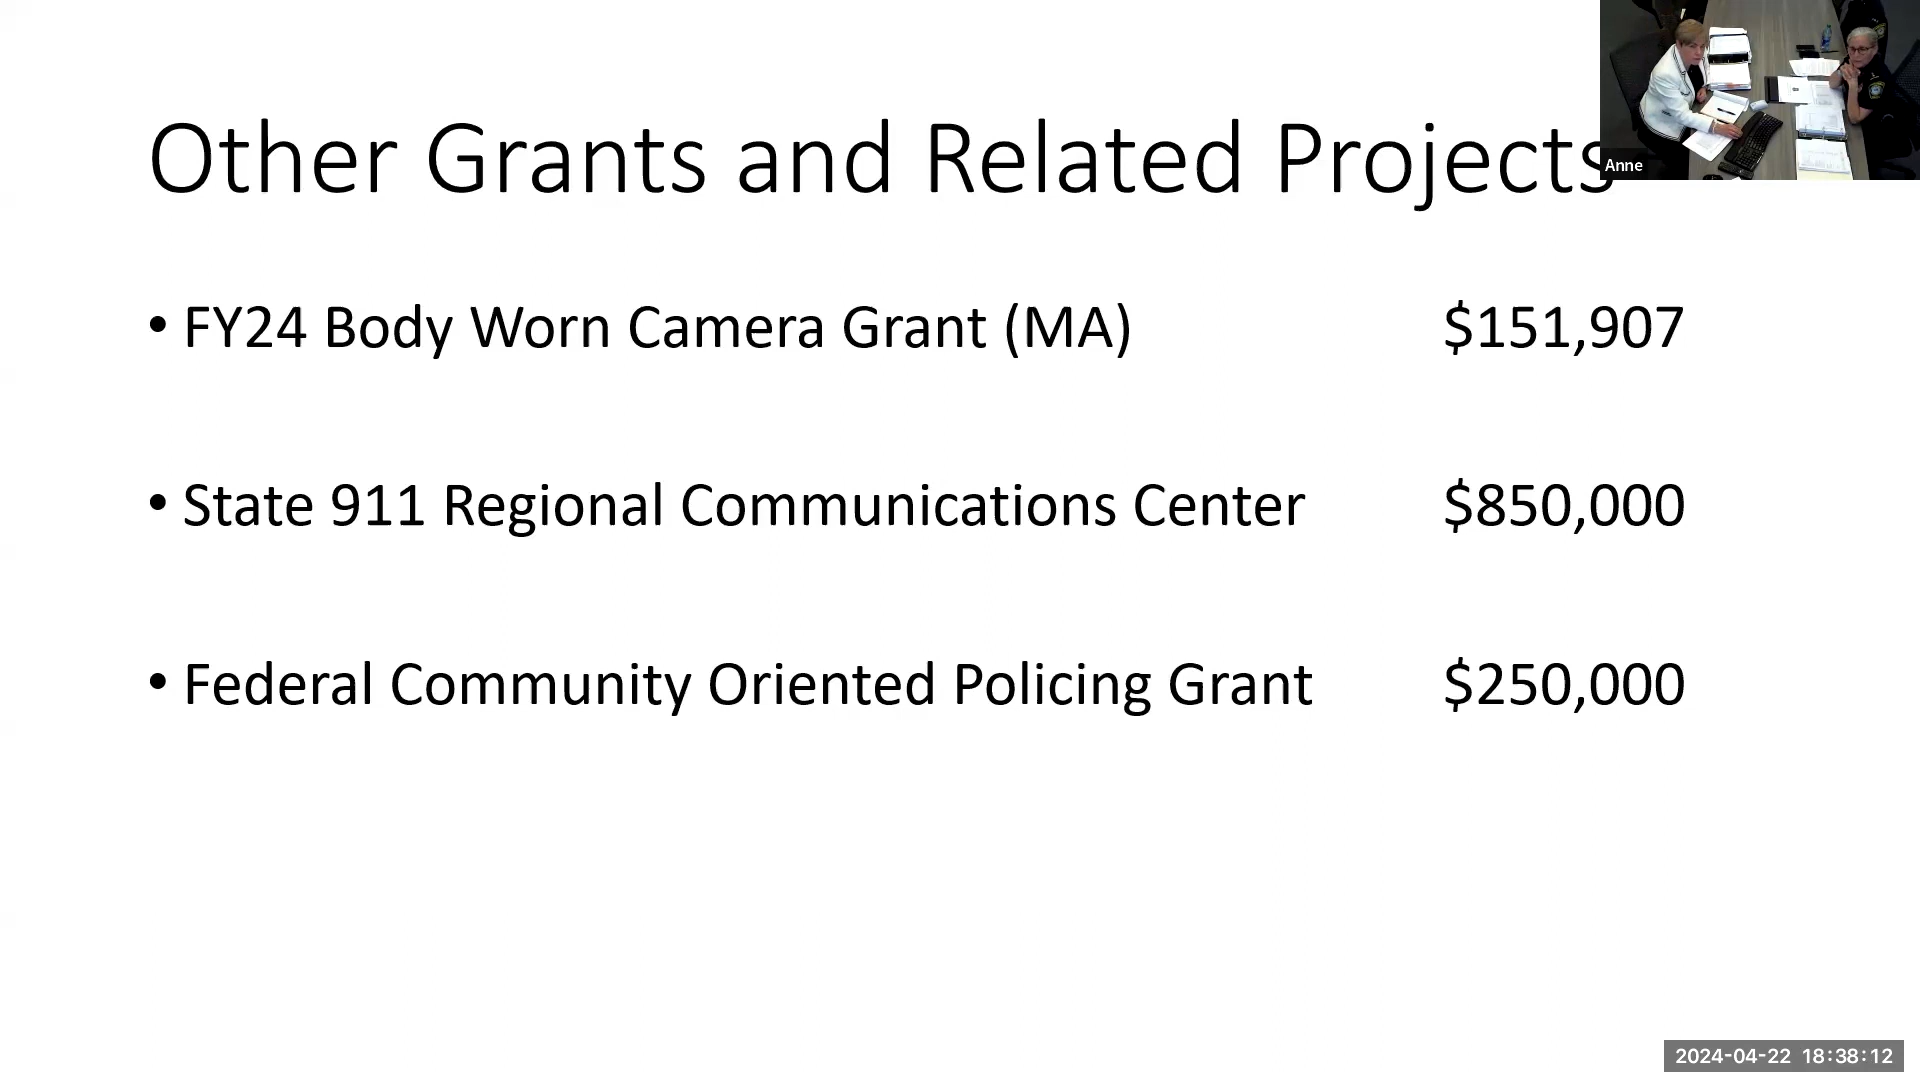 Other Grants and Related Projects
Anne
• FY24 Body Worn Camera Grant (MA) $151,907
• State 911 Regional Communications Center $850,000
• Federal Community Oriented Policing Grant $250,000
2024-04-22 18:38:12